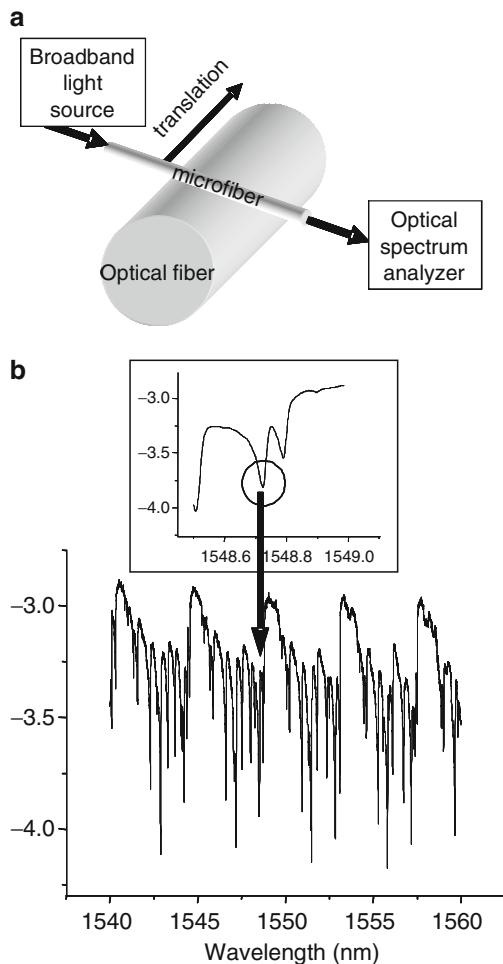 a
Broadband
light
source
translation
microfiber
Optical fiber
Optical
spectrum
analyzer
b
−3.0
−3.5
−4.0
1548.6 1548.8 1549.0
−3.0
−3.5
−4.0
1540 1545 1550 1555 1560
Wavelength (nm)